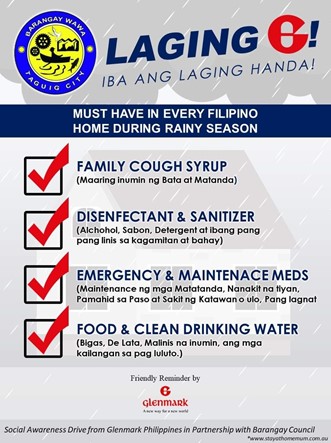 BARANGAY WAWA
TAGUIG CITY
LAGING G!
IBA ANG LAGING HANDA!
MUST HAVE IN EVERY FILIPINO
HOME DURING RAINY SEASON
FAMILY COUGH SYRUP
(Maaring inumin ng Bata at Matanda)
DISENFECTANT & SANITIZER
(Alchohol, Sabon, Detergent at ibang pang
pang linis sa kagamitan at bahay)
EMERGENCY & MAINTENACE MEDS
(Maintenance ng mga Matatanda, Nanakit na tiyan,
Pamahid sa Paso at Sakit ng Katawan o ulo, Pang lagnat
FOOD & CLEAN DRINKING WATER
(Bigas, De Lata, Malinis na inumin, ang mga
kailangan sa pag luluto.)
Friendly Reminder by
Glenmark
A new way for a new world
Social Awareness Drive from Glenmark Philippines in Partnership with Barangay Council
*www.stayathomemum.com.au